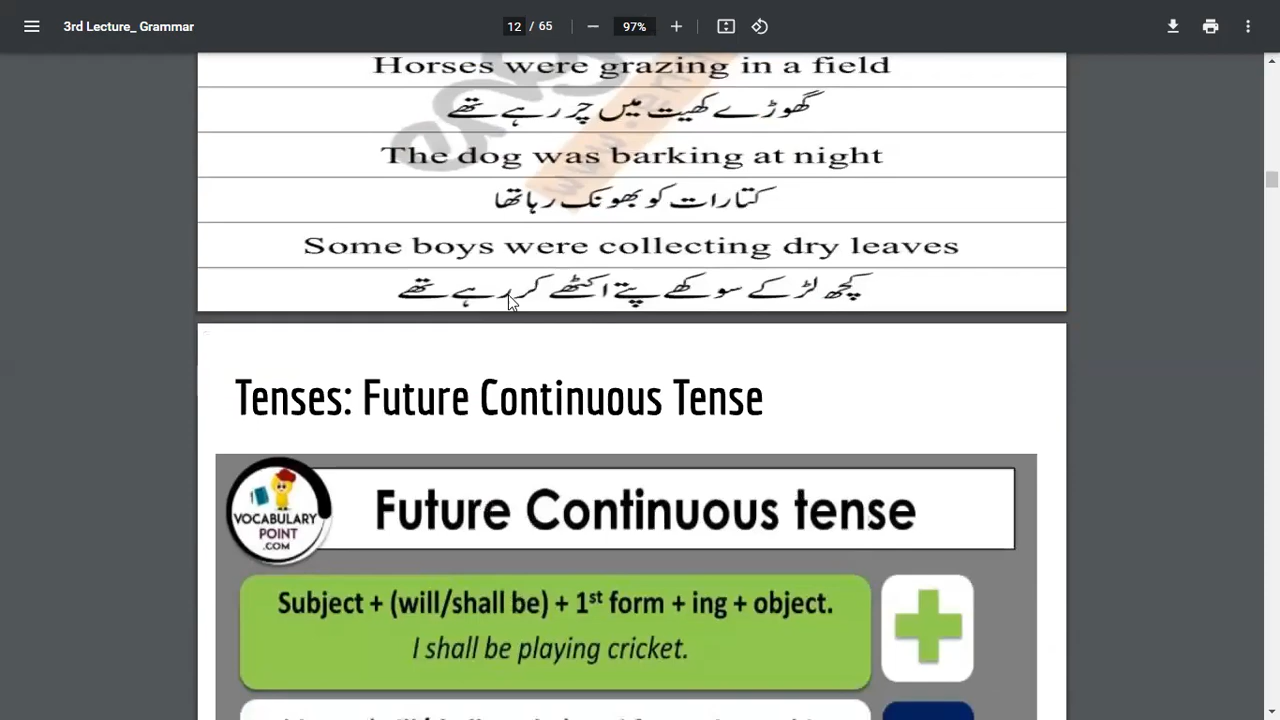 3rd Lecture_ Grammar
12 / 65
97%
Horses were grazing in a field
گھوڑے کھیت میں چر رہے تھے
The dog was barking at night
کتا رات کو بھونک رہا تھا
Some boys were collecting dry leaves
کچھ لڑکے سوکھے پتے اکٹھے کر رہے تھے
Tenses: Future Continuous Tense
VOCABULARY
POINT
.COM
Future Continuous tense
Subject + (will/shall be) + 1st form + ing + object.
I shall be playing cricket.